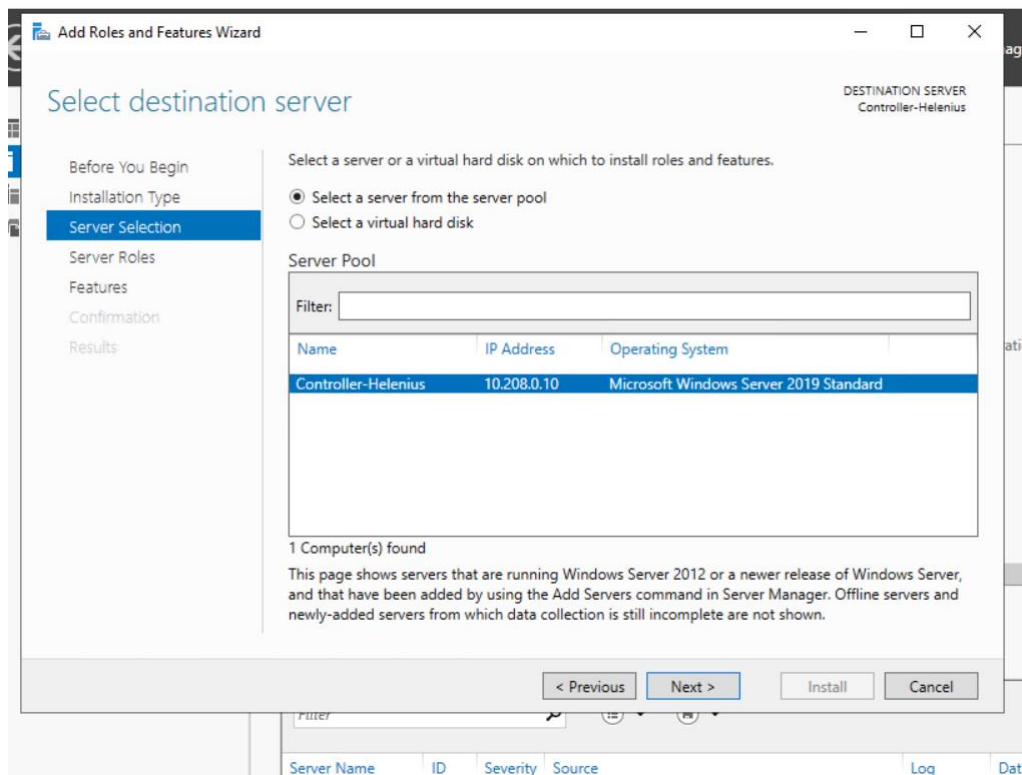 Add Roles and Features Wizard
Select destination server
DESTINATION SERVER
Controller-Helenius
Before You Begin
Installation Type
Server Selection
Server Roles
Features
Confirmation
Results
Select a server or a virtual hard disk on which to install roles and features.
Select a server from the server pool
Select a virtual hard disk
Server Pool
Filter:
Name IP Address Operating System
Controller-Helenius 10.208.0.10 Microsoft Windows Server 2019 Standard
1 Computer(s) found
This page shows servers that are running Windows Server 2012 or a newer release of Windows Server,
and that have been added by using the Add Servers command in Server Manager. Offline servers and
newly-added servers from which data collection is still incomplete are not shown.
< Previous Next > Install Cancel
Filter
Server Name ID Severity Source Log Dat